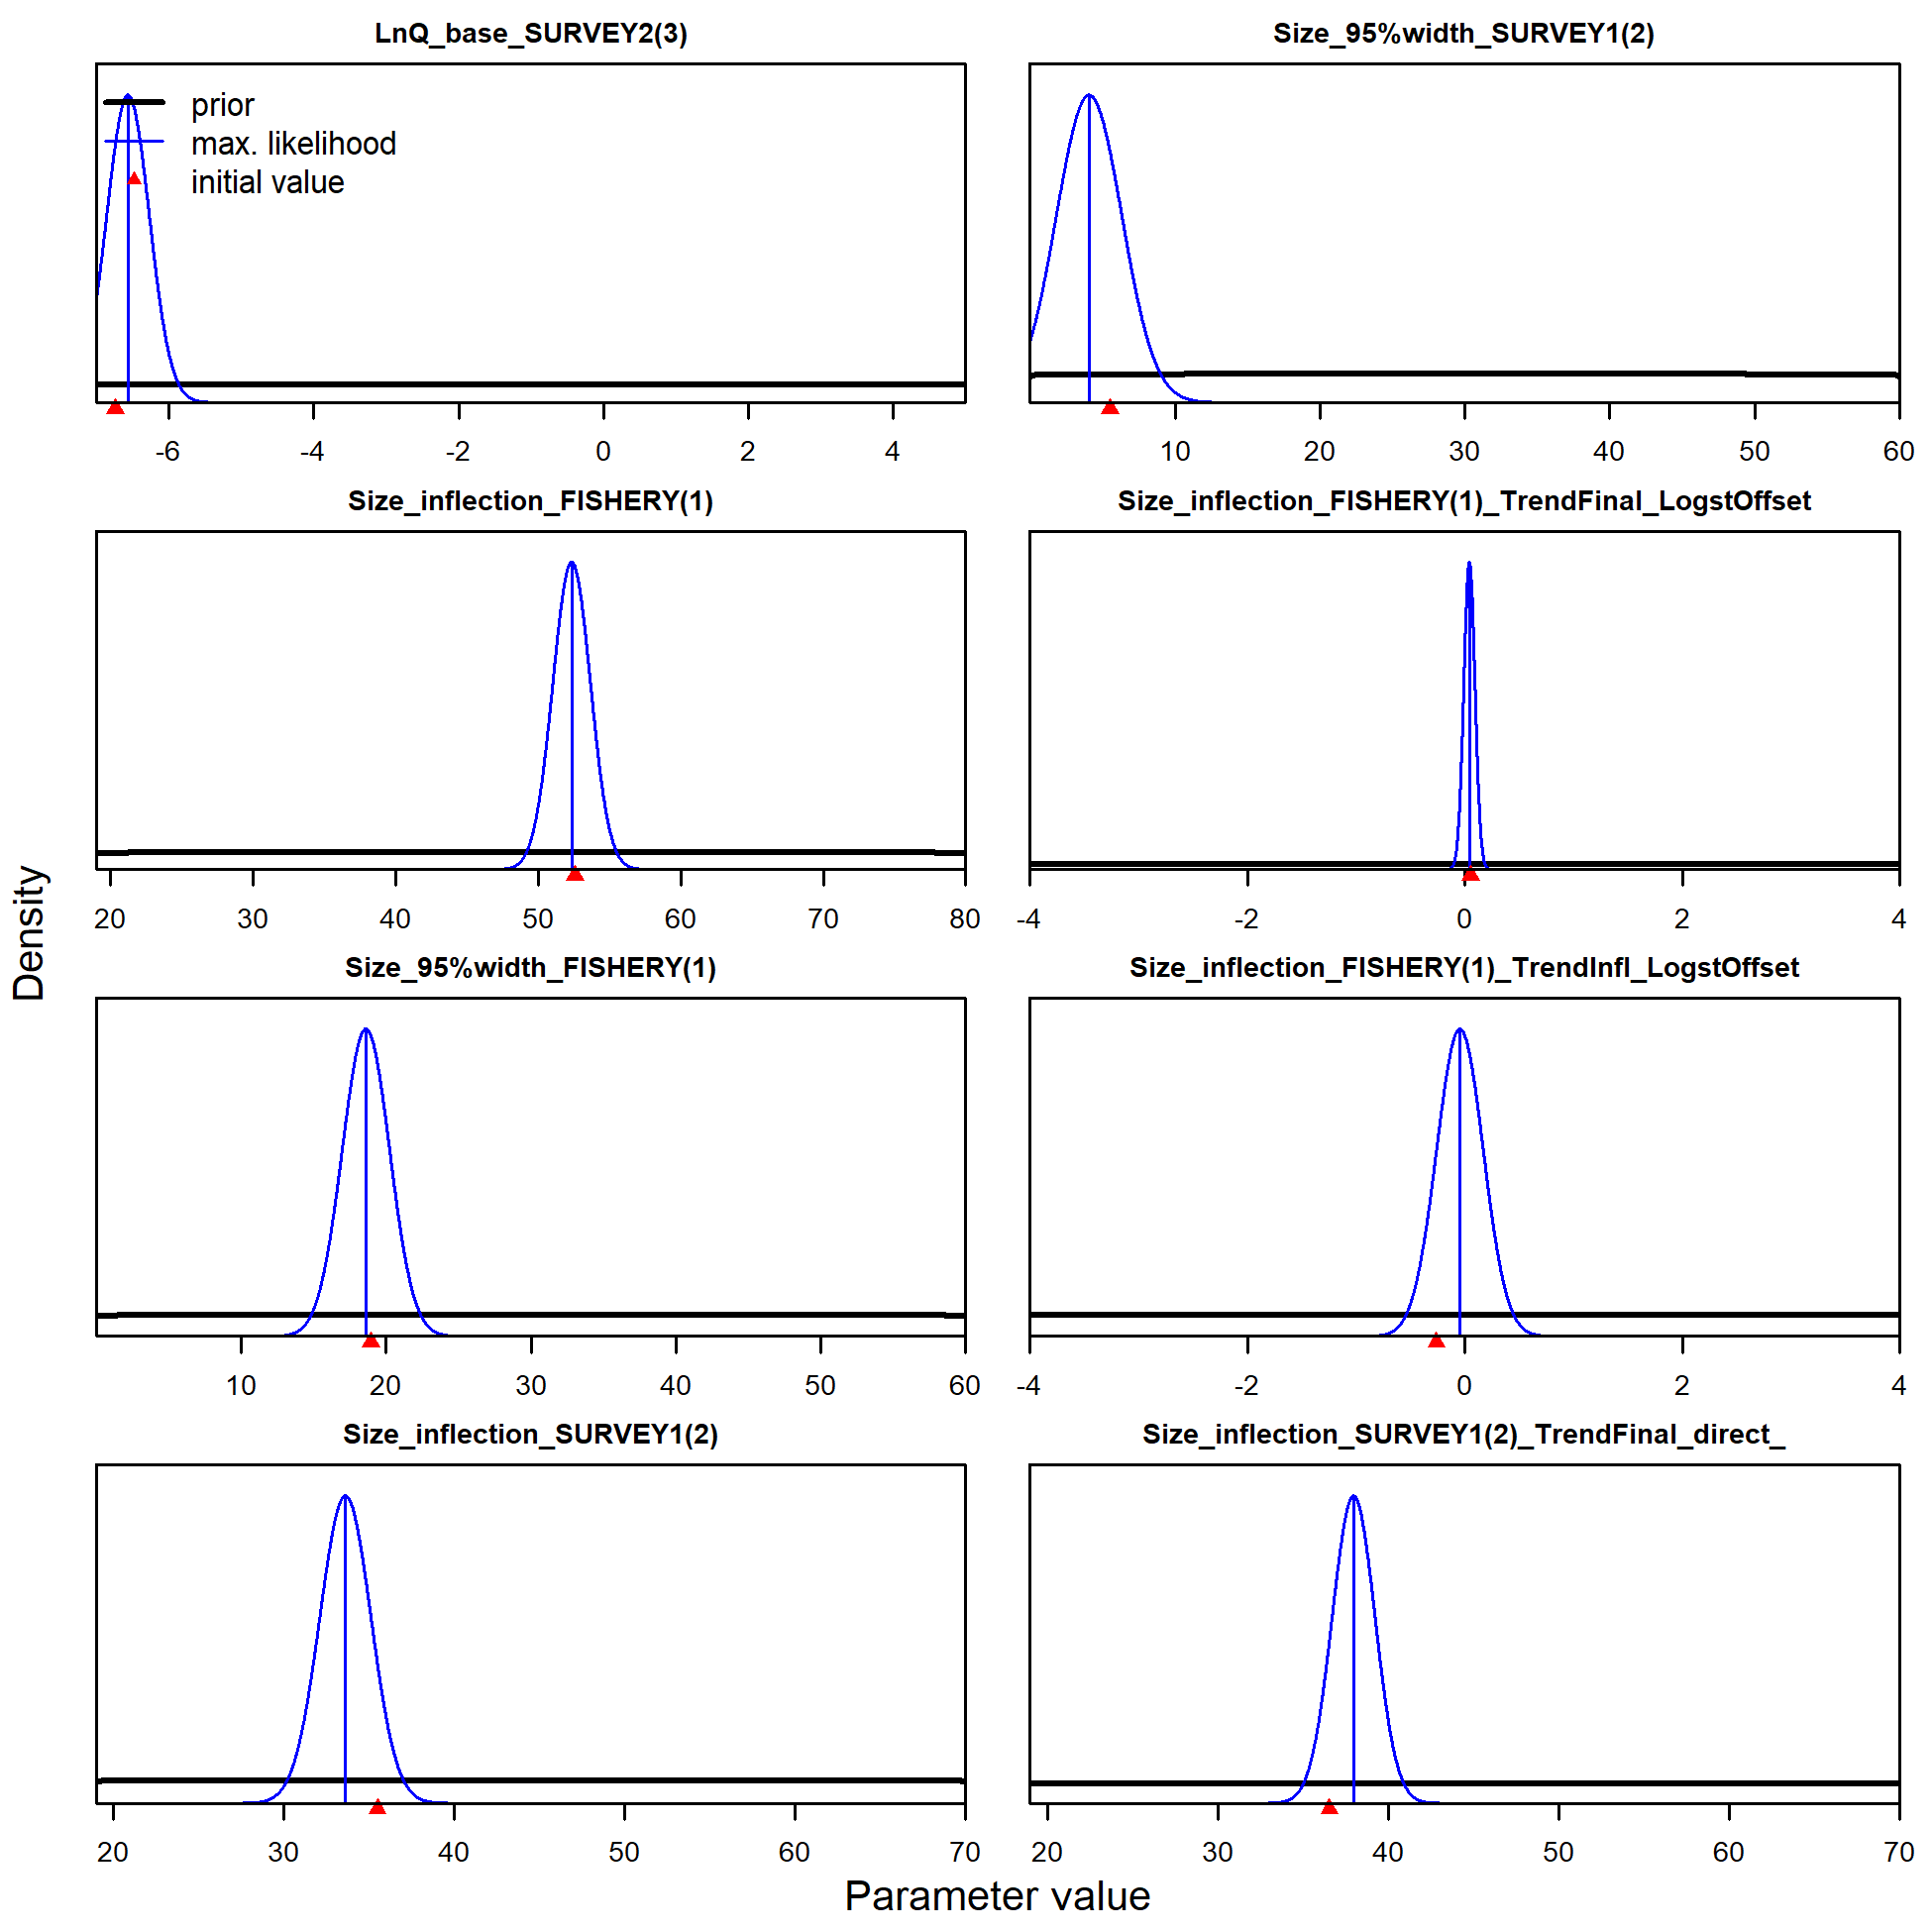 LnQ_base_SURVEY2(3)
prior
max. likelihood
initial value
-6 -4 -2 0 2 4
Size_95%width_SURVEY1(2)
10 20 30 40 50 60
Size_inflection_FISHERY(1)
20 30 40 50 60 70 80
Size_inflection_FISHERY(1)_TrendFinal_LogstOffset
-4 -2 0 2 4
Size_95%width_FISHERY(1)
10 20 30 40 50 60
Size_inflection_FISHERY(1)_TrendInfl_LogstOffset
-4 -2 0 2 4
Size_inflection_SURVEY1(2)
20 30 40 50 60 70
Size_inflection_SURVEY1(2)_TrendFinal_direct_
20 30 40 50 60 70
Density
Parameter value